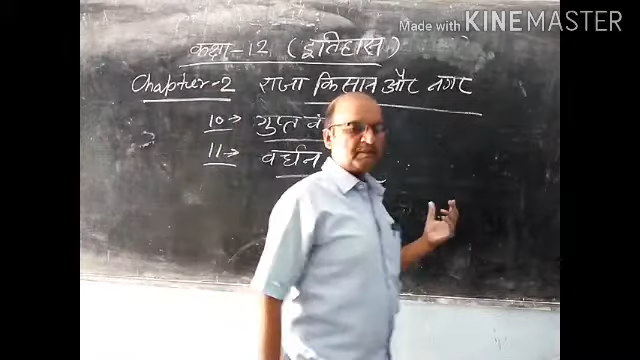 Made with KINEMASTER
कक्षा-12 (इतिहास)
Chapter-2 राजा किसान और नगर
10→ गुप्त वं
11→ वर्धन